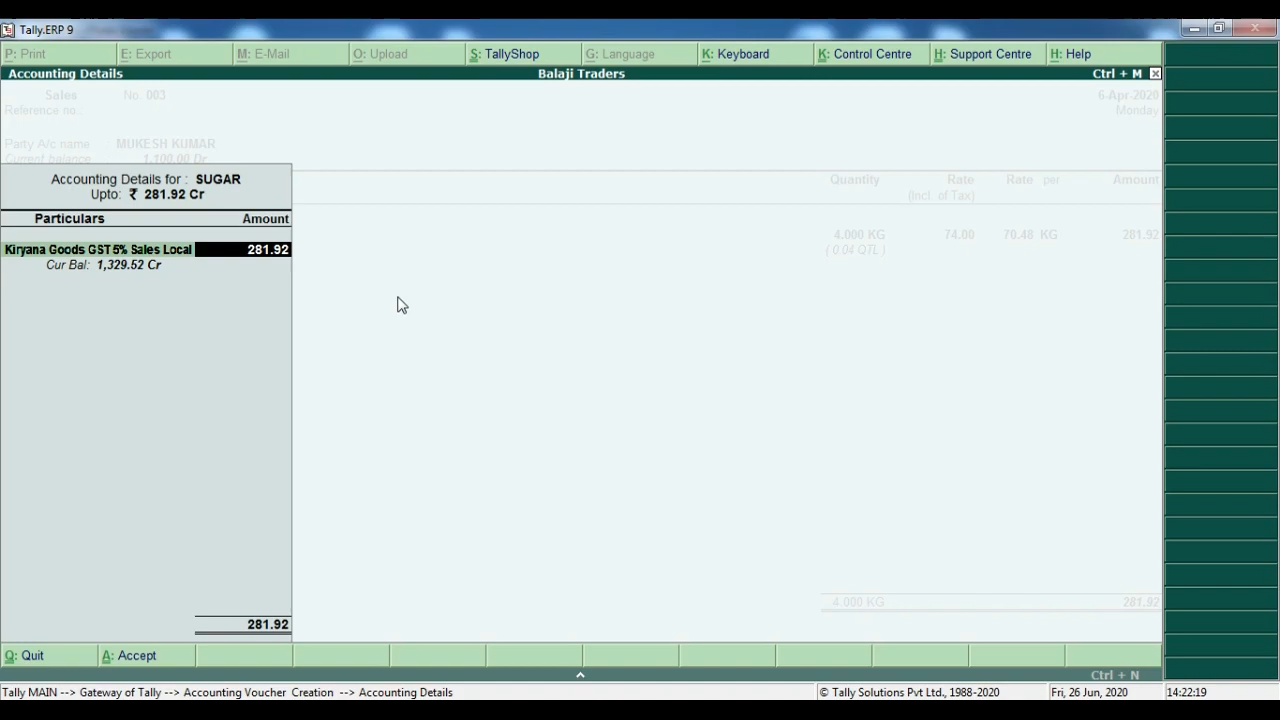 Tally.ERP 9
P: Print E: Export M: E-Mail O: Upload S: TallyShop G: Language K: Keyboard K: Control Centre H: Support Centre H: Help
Accounting Details Balaji Traders Ctrl + M
Sales No. 003 6-Apr-2020
Reference no.: Monday
Party A/c name MUKESH KUMAR
Current balance 1,100.00 Dr
Accounting Details for : SUGAR
Upto: ₹ 281.92 Cr
Quantity Rate Rate per Amount
(Incl. of Tax)
Particulars Amount
4.000 KG 74.00 70.48 KG 281.92
( 0.04 QTL )
Kiryana Goods GST 5% Sales Local 281.92
Cur Bal: 1,329.52 Cr
4.000 KG 281.92
281.92
Q: Quit A: Accept
Ctrl + N
Tally MAIN --> Gateway of Tally --> Accounting Voucher Creation --> Accounting Details © Tally Solutions Pvt Ltd., 1988-2020 Fri, 26 Jun, 2020 14:22:19